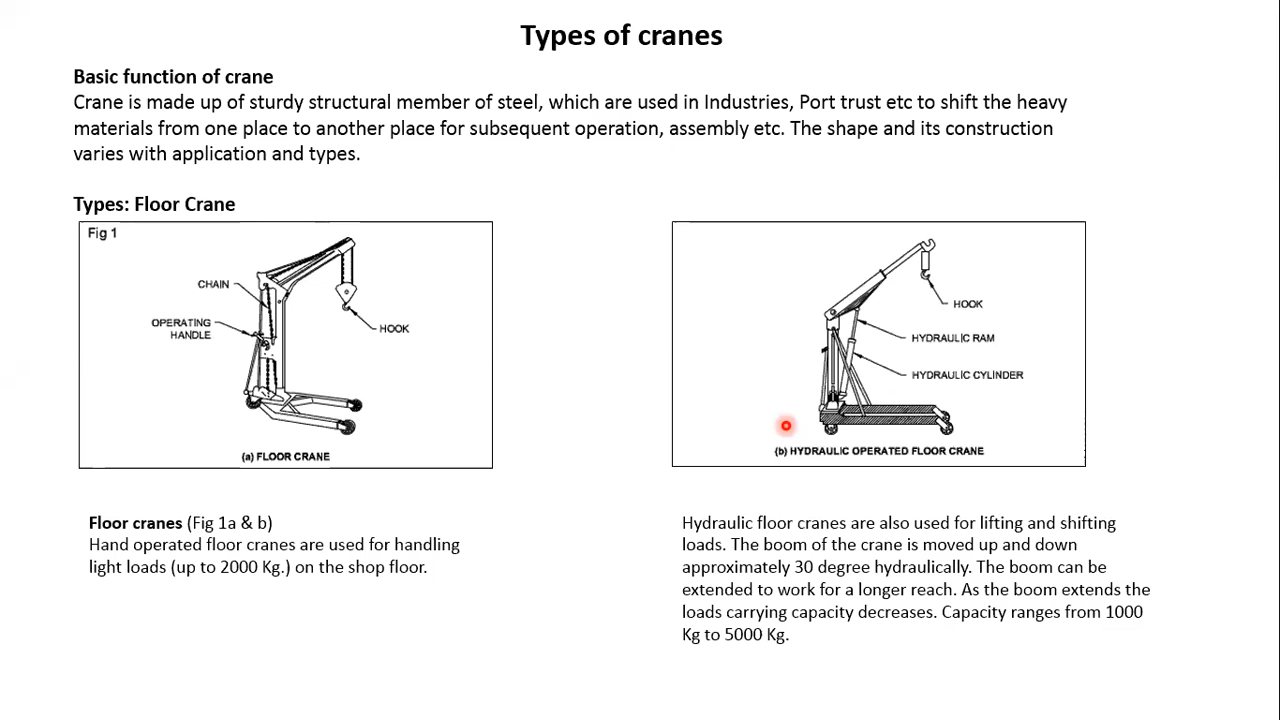 Types of cranes
Basic function of crane
Crane is made up of sturdy structural member of steel, which are used in Industries, Port trust etc to shift the heavy
materials from one place to another place for subsequent operation, assembly etc. The shape and its construction
varies with application and types.
Types: Floor Crane
Fig 1
CHAIN
OPERATING
HANDLE
HOOK
(a) FLOOR CRANE
HOOK
HYDRAULIC RAM
HYDRAULIC CYLINDER
(b) HYDRAULIC OPERATED FLOOR CRANE
Floor cranes (Fig 1a & b)
Hand operated floor cranes are used for handling
light loads (up to 2000 Kg.) on the shop floor.
Hydraulic floor cranes are also used for lifting and shifting
loads. The boom of the crane is moved up and down
approximately 30 degree hydraulically. The boom can be
extended to work for a longer reach. As the boom extends the
loads carrying capacity decreases. Capacity ranges from 1000
Kg to 5000 Kg.